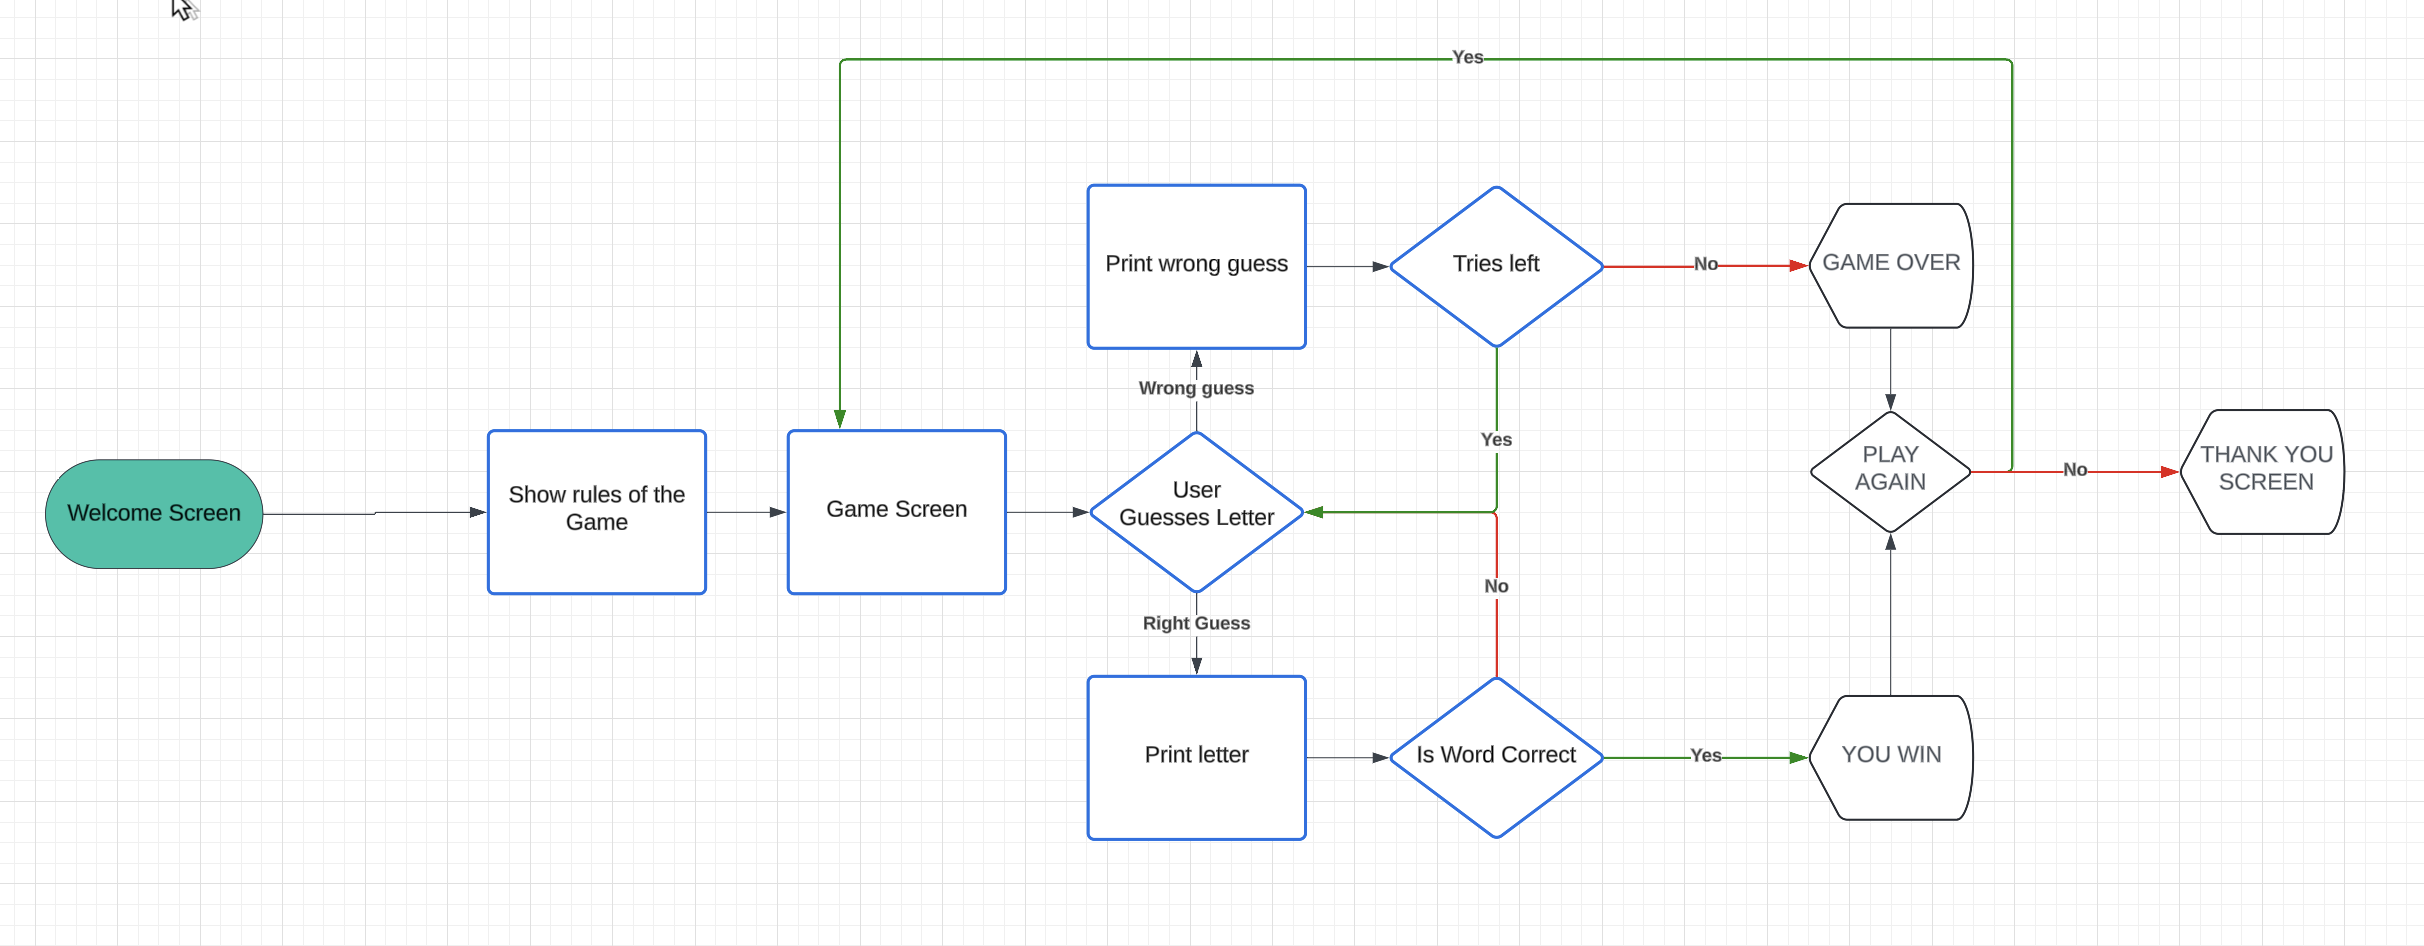 Yes
Print wrong guess
Tries left
No
GAME OVER
Wrong guess
Yes
Welcome Screen
Show rules of the
Game
Game Screen
User
Guesses Letter
PLAY
AGAIN
No
THANK YOU
SCREEN
No
Right Guess
Print letter
Is Word Correct
Yes
YOU WIN